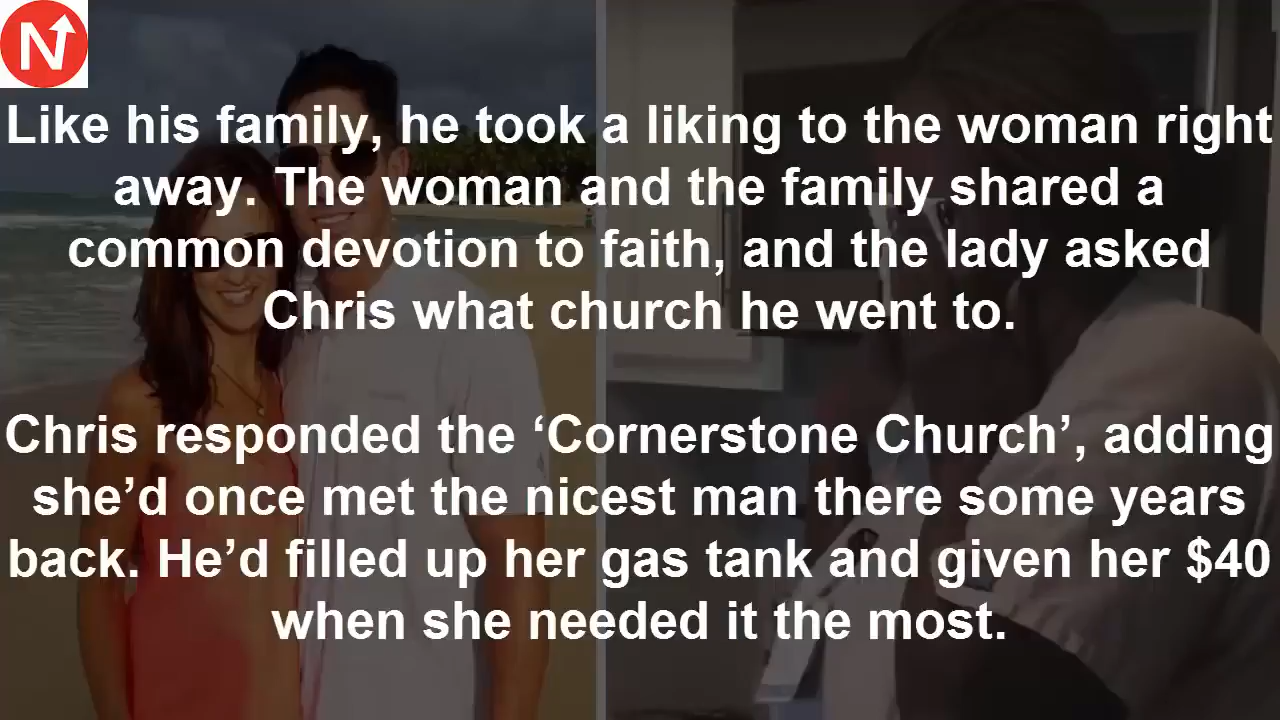 N
Like his family, he took a liking to the woman right
away. The woman and the family shared a
common devotion to faith, and the lady asked
Chris what church he went to.
Chris responded the ‘Cornerstone Church’, adding
she’d once met the nicest man there some years
back. He’d filled up her gas tank and given her $40
when she needed it the most.